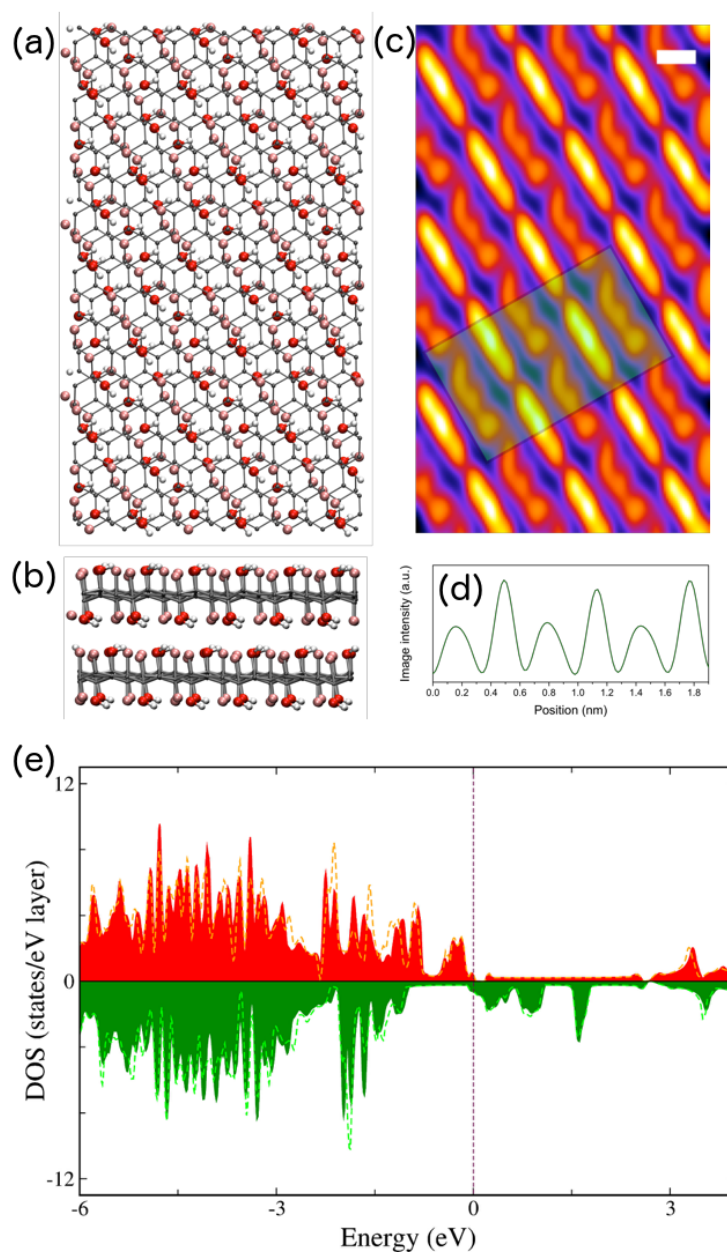 (a)
(c)
(b)
(d)
Image intensity (a.u.)
0.0 0.2 0.4 0.6 0.8 1.0 1.2 1.4 1.6 1.8
Position (nm)
(e)
12
DOS (states/eV layer)
0
-12
-6 -3 0 3
Energy (eV)